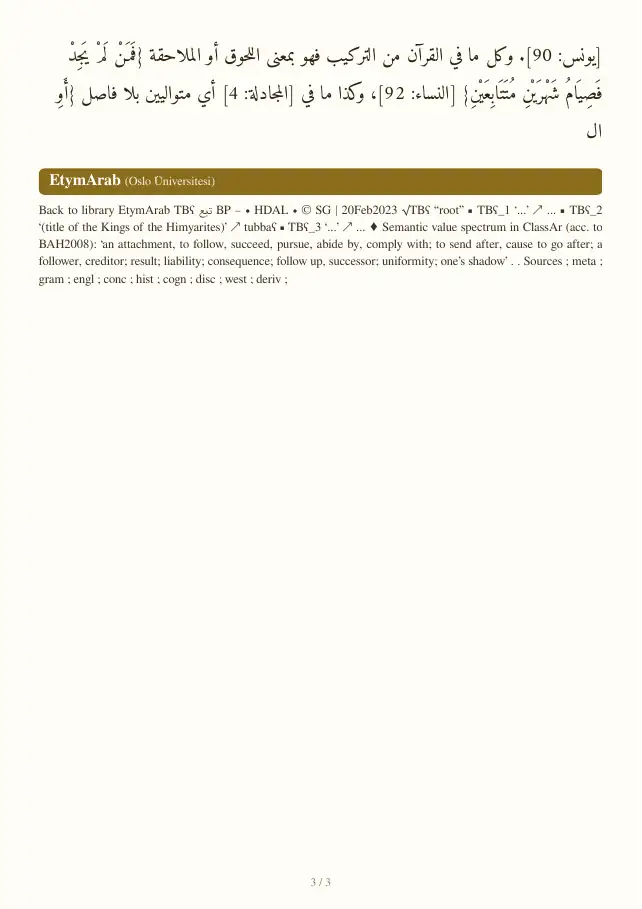 [يونس: 90]. وكل ما في القرآن من التركيب فهو بمعنى اللحوق أو الملاحقة {فَمَنْ لَمْ يَجِدْ
فَصِيَامُ شَهْرَيْنِ مُتَتَابِعَيْنِ} [النساء: 92]، وكذا ما في [المجادلة: 4] أي متواليين بلا فاصل {أَوِ
ال
EtymArab (Oslo Üniversitesi)
Back to library EtymArab TBʕ تبع BP – • HDAL • © SG | 20Feb2023 √TBʕ “root” ▪ TBʕ_1 ‘...’ ↗ ... ▪ TBʕ_2
‘(title of the Kings of the Himyarites)’ ↗ tubbaʕ ▪ TBʕ_3 ‘...’ ↗ ... ♦ Semantic value spectrum in ClassAr (acc. to
BAH2008): ‘an attachment, to follow, succeed, pursue, abide by, comply with; to send after, cause to go after; a
follower, creditor; result; liability; consequence; follow up, successor; uniformity; one’s shadow’ . . Sources ; meta ;
gram ; engl ; conc ; hist ; cogn ; disc ; west ; deriv ;
3 / 3